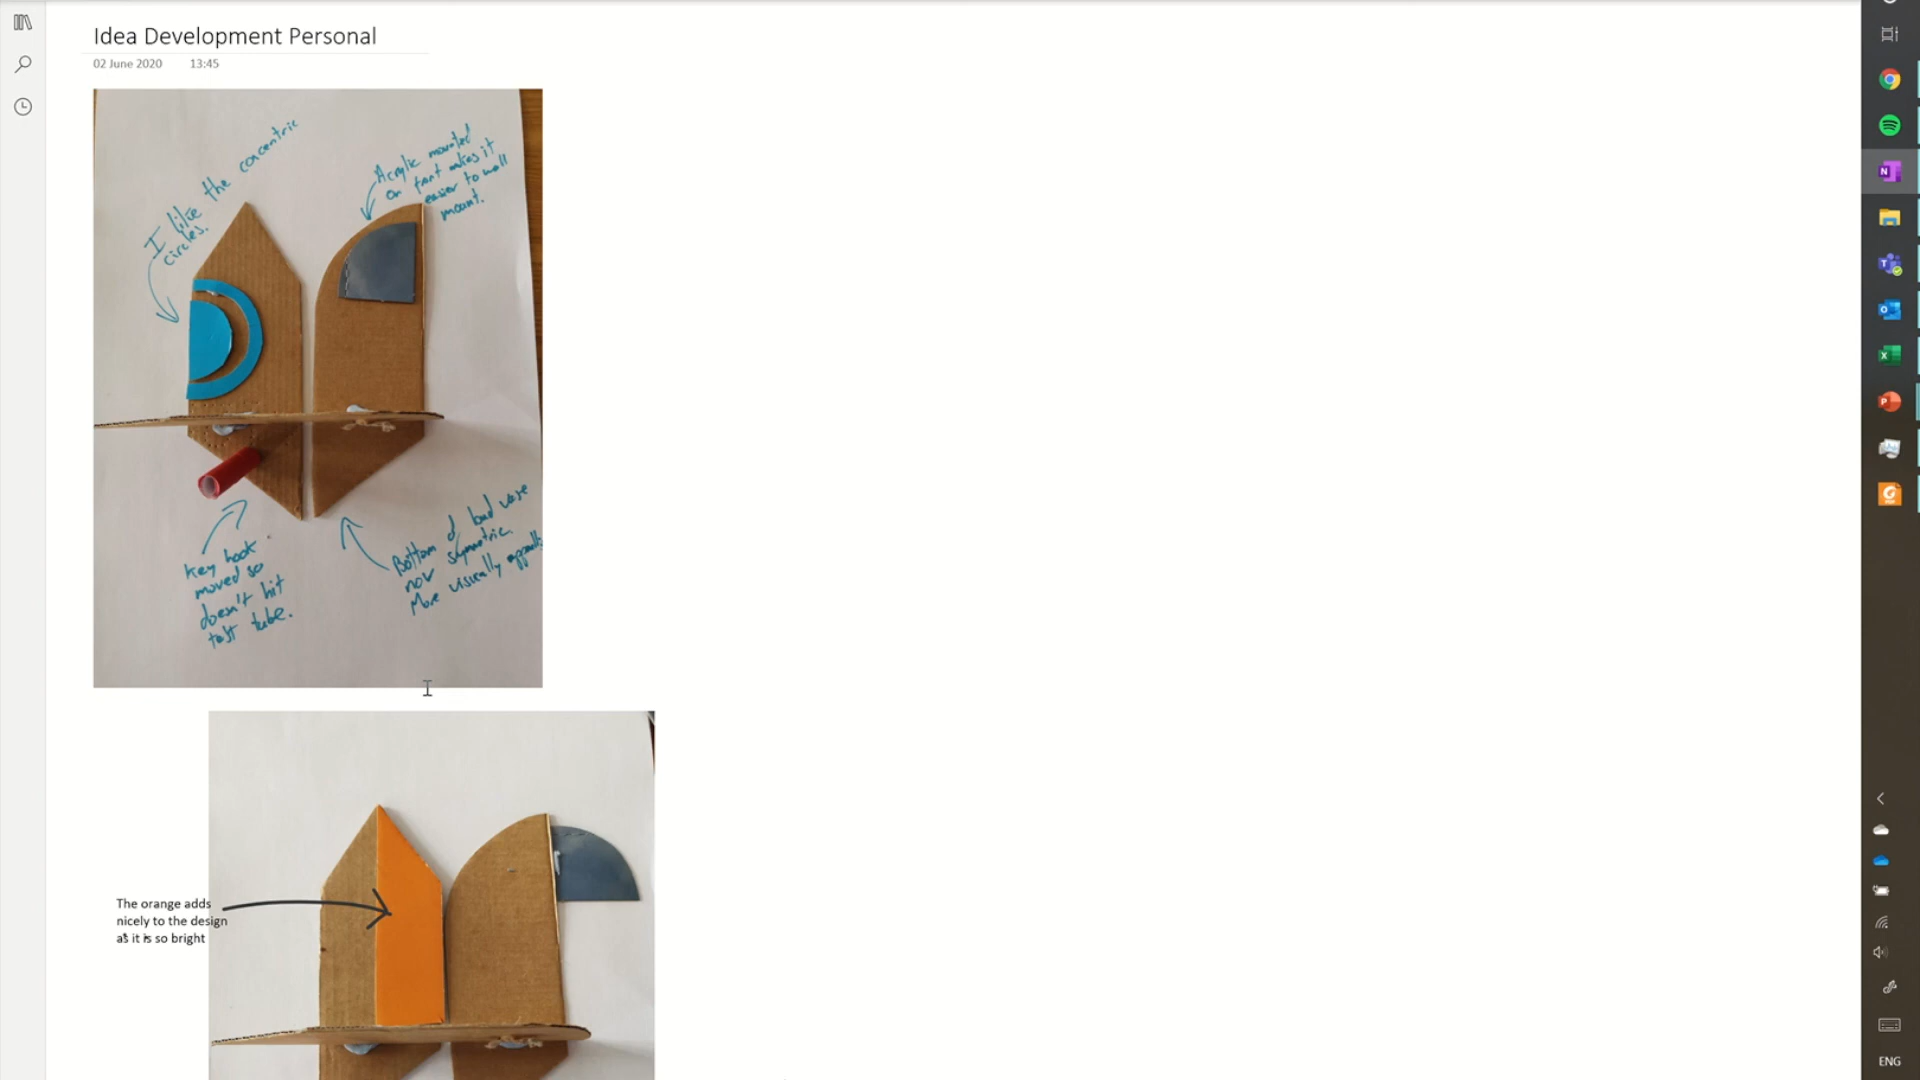 Idea Development Personal
02 June 2020 13:45
I like the concentric
circles.
Acrylic mounted
on front makes it
easier to wall
mount.
Key hook
moved so
doesn't hit
test tube.
Bottom of bud vase
now symmetric.
More visually
The orange adds
nicely to the design
as it is so bright
ENG